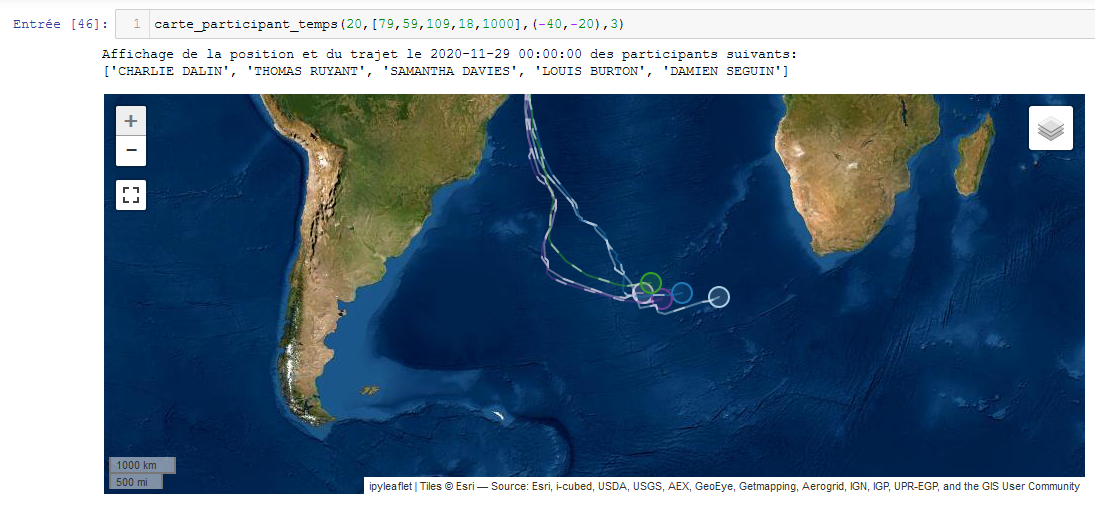 Entrée [46]: 1 carte_participant_temps(20,[79,59,109,18,1000],(-40,-20),3)
Affichage de la position et du trajet le 2020-11-29 00:00:00 des participants suivants:
['CHARLIE DALIN', 'THOMAS RUYANT', 'SAMANTHA DAVIES', 'LOUIS BURTON', 'DAMIEN SEGUIN']
+
−
1000 km
500 mi
ipyleaflet | Tiles © Esri — Source: Esri, i-cubed, USDA, USGS, AEX, GeoEye, Getmapping, Aerogrid, IGN, IGP, UPR-EGP, and the GIS User Community